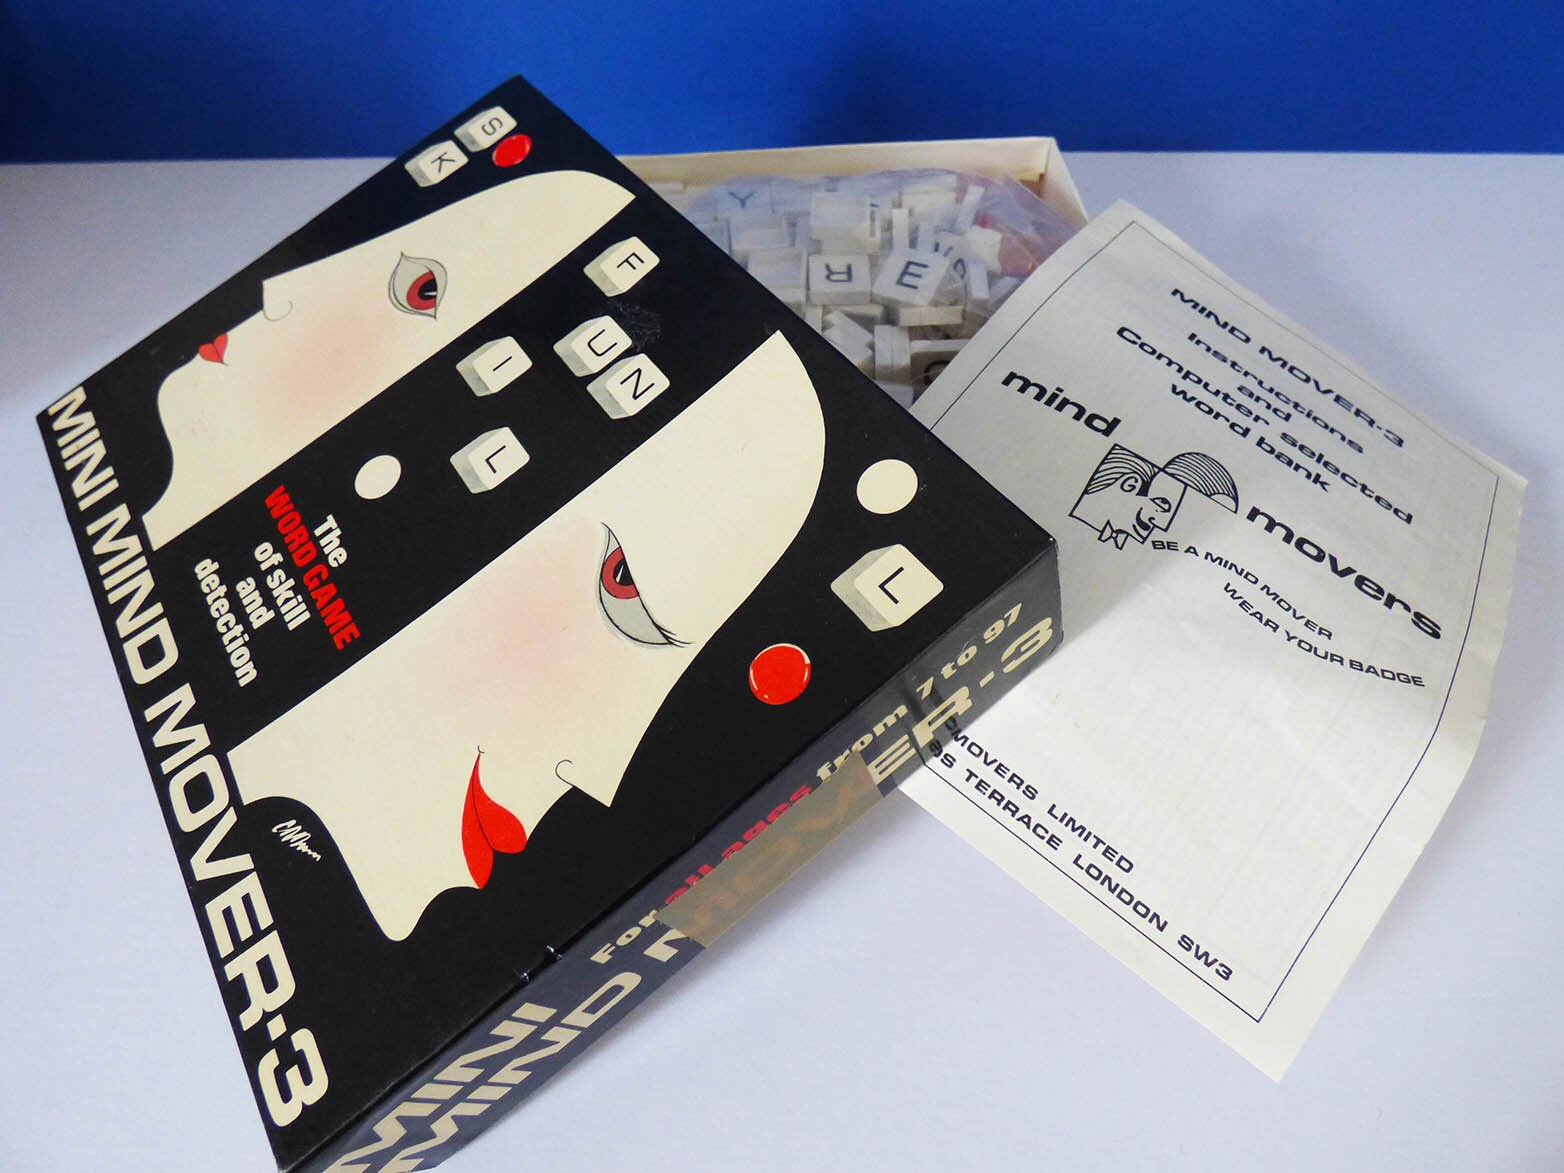 S
K
F
U
N
I
L
L
The
WORD GAME
of skill
and
detection
MINI MIND MOVER-3
For all ages from 7 to 97
MINI
MIND MOVER-3
Y
R
E
MIND MOVER-3
Instructions
and
Computer selected
word bank
mind
G
movers
BE A MIND MOVER
WEAR YOUR BADGE
MOVERS LIMITED
TERRACE LONDON SW3